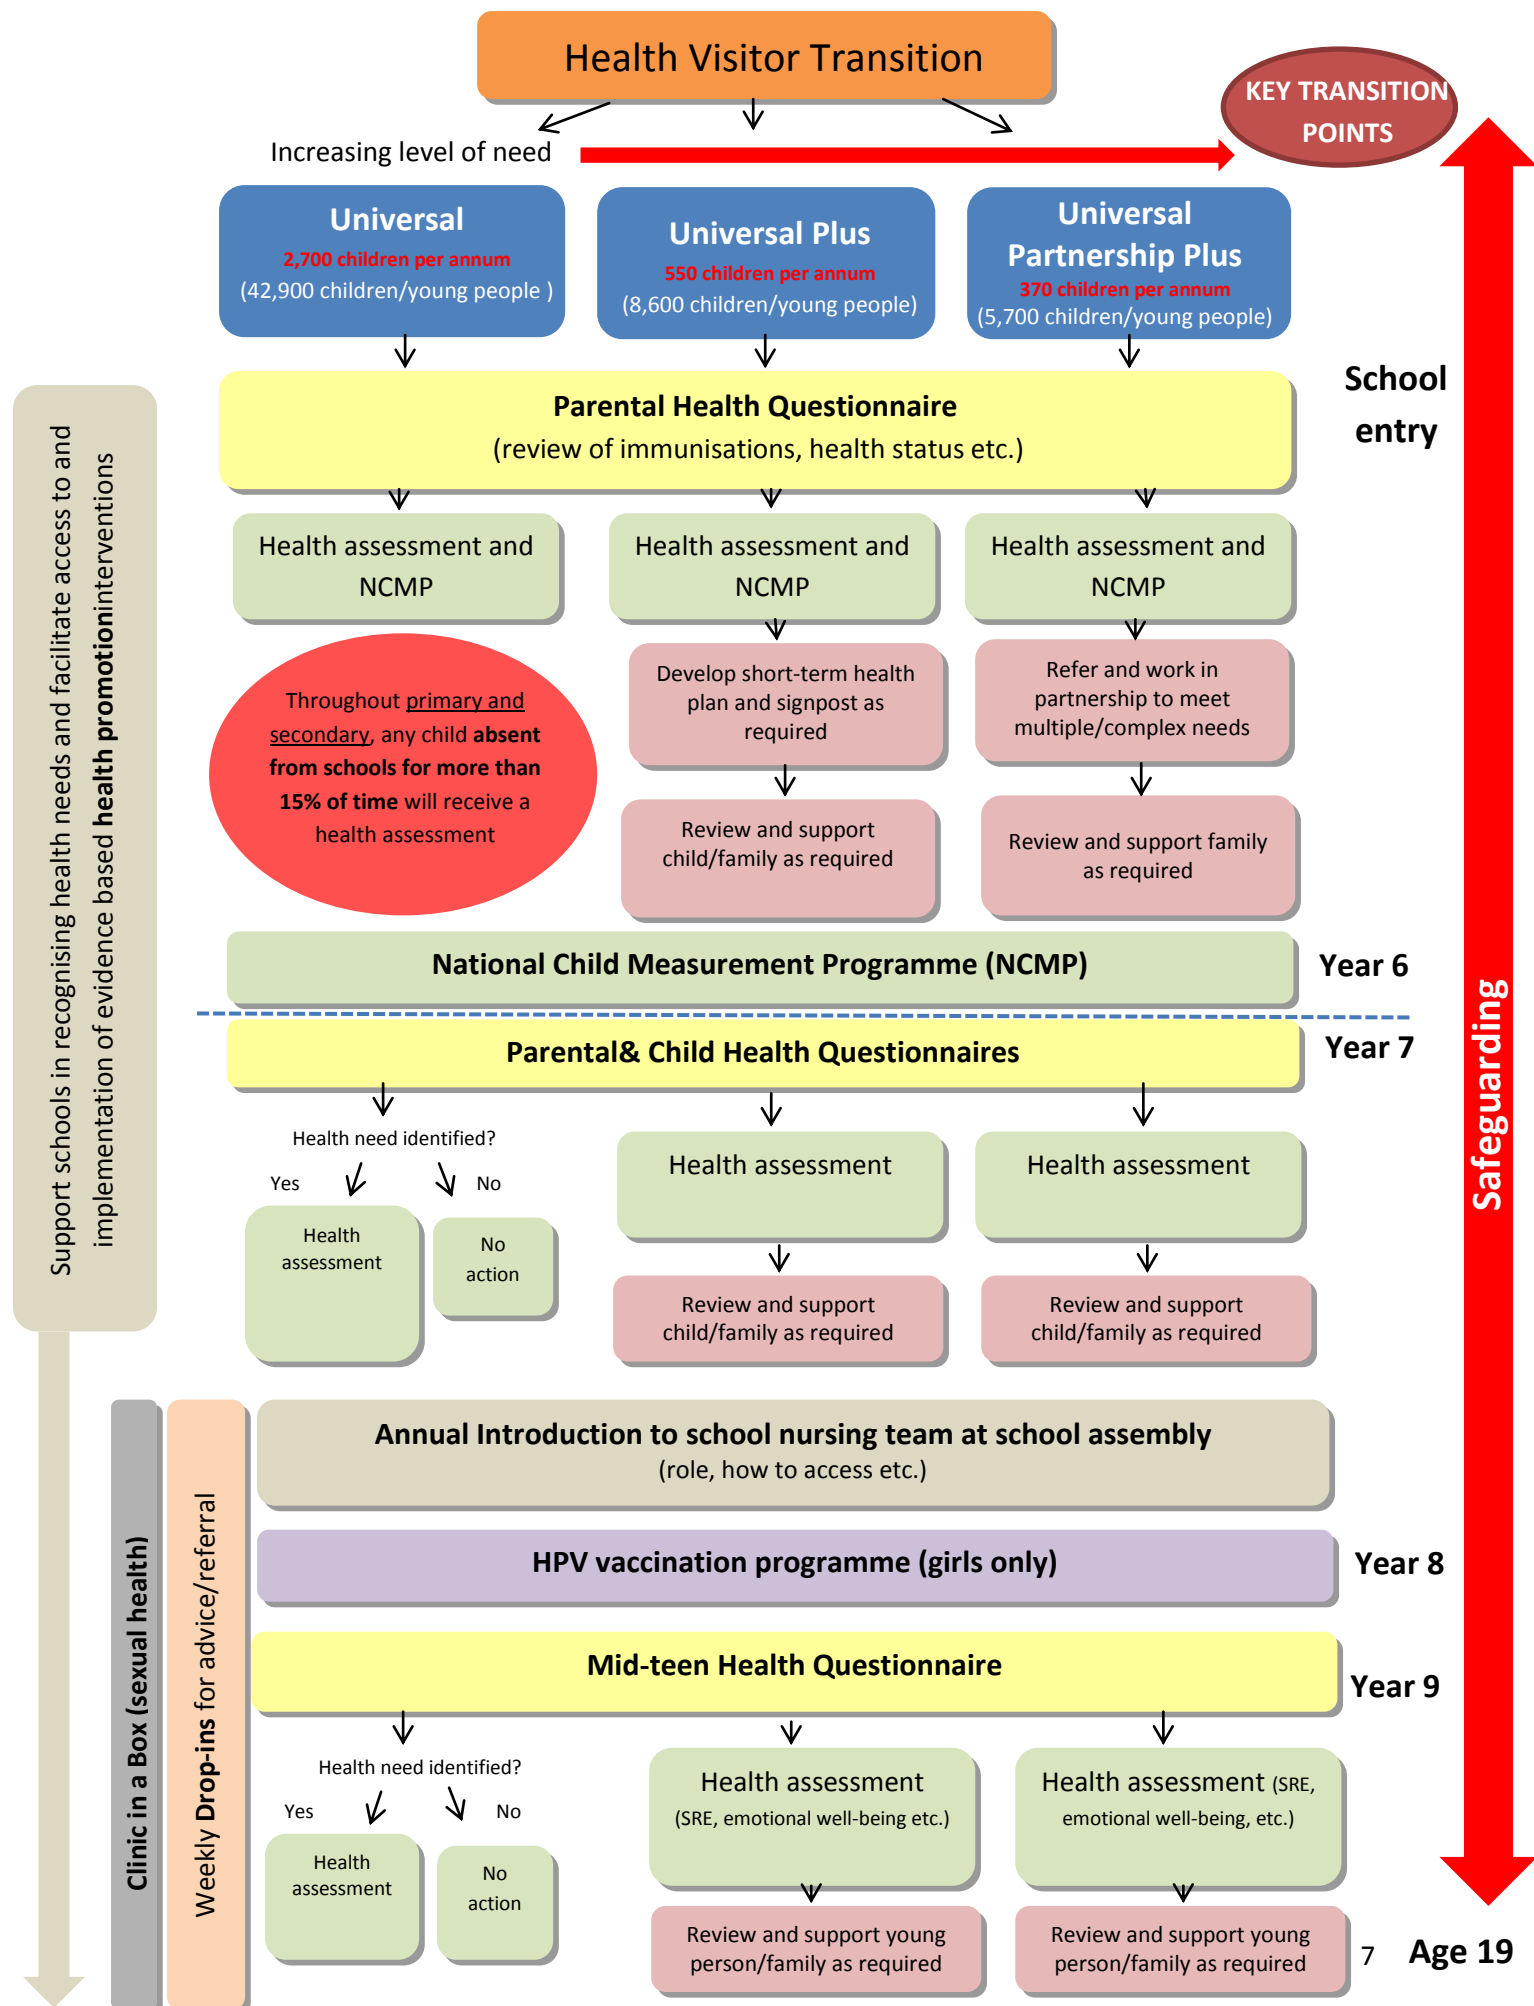 Health Visitor Transition
KEY TRANSITION
POINTS
Increasing level of need
Universal
2,700 children per annum
(42,900 children/young people )
Universal Plus
550 children per annum
(8,600 children/young people)
Universal
Partnership Plus
370 children per annum
(5,700 children/young people)
School
entry
Parental Health Questionnaire
(review of immunisations, health status etc.)
Health assessment and
NCMP
Health assessment and
NCMP
Health assessment and
NCMP
Throughout primary and
secondary, any child absent
from schools for more than
15% of time will receive a
health assessment
Develop short-term health
plan and signpost as
required
Refer and work in
partnership to meet
multiple/complex needs
Review and support
child/family as required
Review and support family
as required
Support schools in recognising health needs and facilitate access to and
implementation of evidence based health promotioninterventions
National Child Measurement Programme (NCMP)
Year 6
Parental& Child Health Questionnaires
Year 7
Safeguarding
Health need identified?
Yes
No
Health
assessment
No
action
Health assessment
Health assessment
Review and support
child/family as required
Review and support
child/family as required
Clinic in a Box (sexual health)
Weekly Drop-ins for advice/referral
Annual Introduction to school nursing team at school assembly
(role, how to access etc.)
HPV vaccination programme (girls only)
Year 8
Mid-teen Health Questionnaire
Year 9
Health need identified?
Yes
No
Health
assessment
No
action
Health assessment
(SRE, emotional well-being etc.)
Health assessment (SRE,
emotional well-being, etc.)
Review and support young
person/family as required
Review and support young
person/family as required
7
Age 19